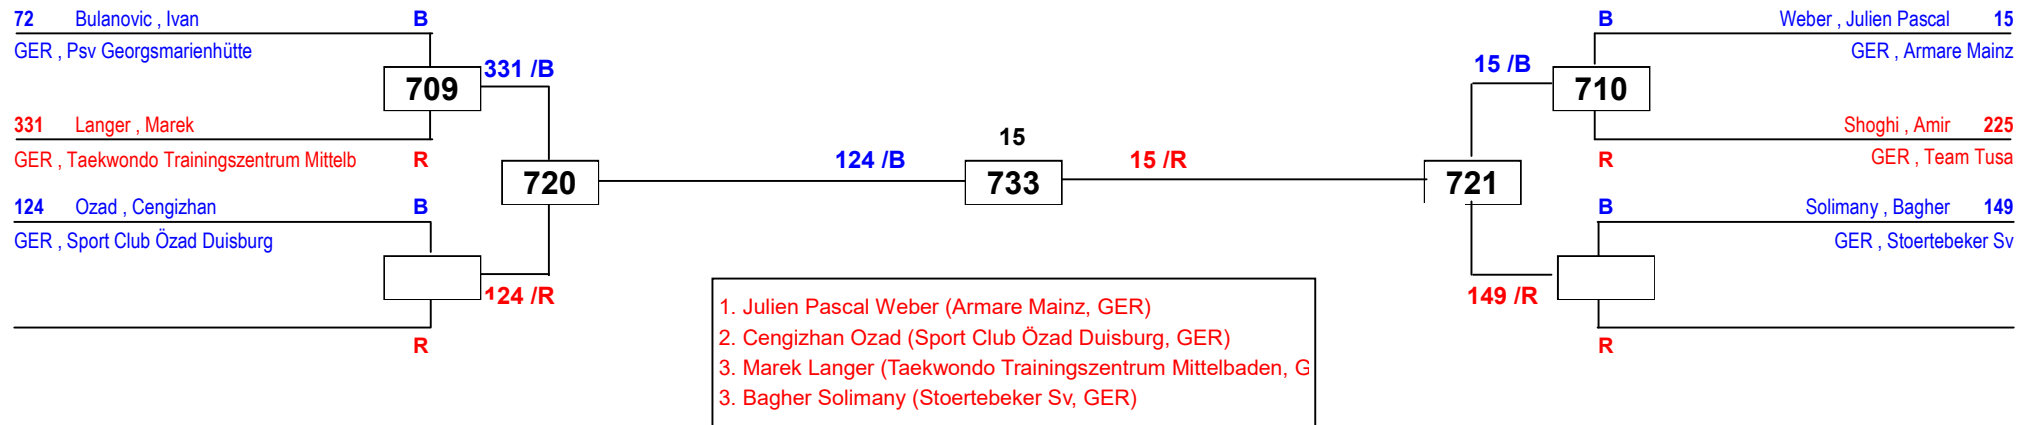 72 Bulanovic , Ivan B
GER , Psv Georgsmarienhütte
709
331 /B
331 Langer , Marek
GER , Taekwondo Trainingszentrum Mittelb R
720
124 Ozad , Cengizhan B
GER , Sport Club Özad Duisburg
124 /R
R
124 /B
15
733
15 /R
B Weber , Julien Pascal 15
GER , Armare Mainz
15 /B
710
Shoghi , Amir 225
R GER , Team Tusa
721
B Solimany , Bagher 149
GER , Stoertebeker Sv
149 /R
R
1. Julien Pascal Weber (Armare Mainz, GER)
2. Cengizhan Ozad (Sport Club Özad Duisburg, GER)
3. Marek Langer (Taekwondo Trainingszentrum Mittelbaden, G
3. Bagher Solimany (Stoertebeker Sv, GER)